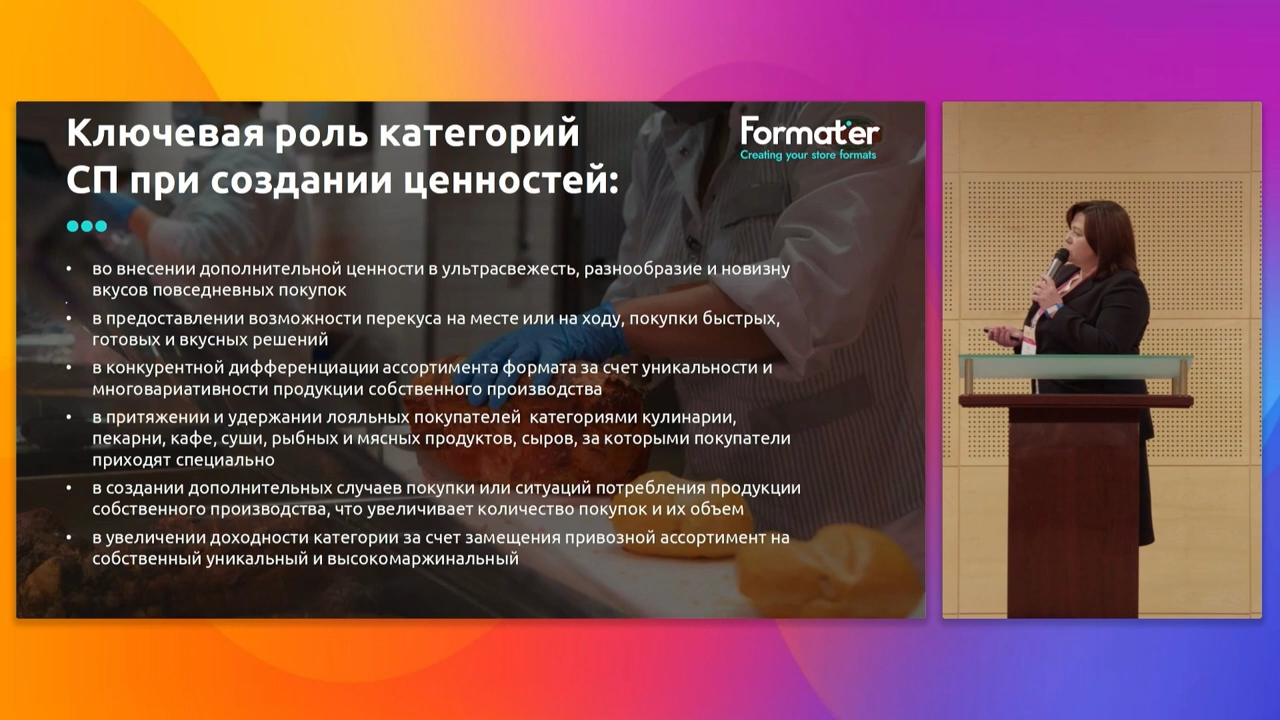 Ключевая роль категорий
СП при создании ценностей:
Formater
Creating your store formats
• во внесении дополнительной ценности в ультрасвежесть, разнообразие и новизну
вкусов повседневных покупок
• в предоставлении возможности перекуса на месте или на ходу, покупки быстрых,
готовых и вкусных решений
• в конкурентной дифференциации ассортимента формата за счет уникальности и
многовариативности продукции собственного производства
• в притяжении и удержании лояльных покупателей категориями кулинарии,
пекарни, кафе, суши, рыбных и мясных продуктов, сыров, за которыми покупатели
приходят специально
• в создании дополнительных случаев покупки или ситуаций потребления продукции
собственного производства, что увеличивает количество покупок и их объем
• в увеличении доходности категории за счет замещения привозной ассортимент на
собственный уникальный и высокомаржинальный